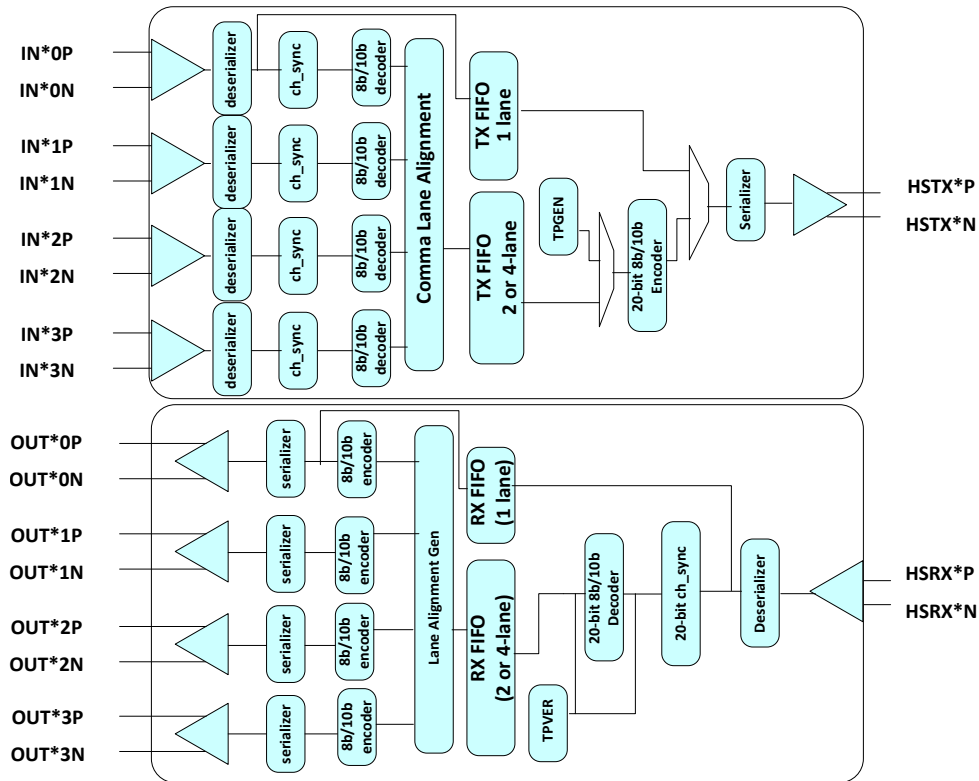 IN*0P
IN*0N
IN*1P
IN*1N
IN*2P
IN*2N
IN*3P
IN*3N
deserializer
ch_sync
8b/10b
decoder
deserializer
ch_sync
8b/10b
decoder
deserializer
ch_sync
8b/10b
decoder
deserializer
ch_sync
8b/10b
decoder
Comma Lane Alignment
TX FIFO
1 lane
TX FIFO
2 or 4-lane
TPGEN
20-bit 8b/10b
Encoder
Serializer
HSTX*P
HSTX*N
OUT*0P
OUT*0N
OUT*1P
OUT*1N
OUT*2P
OUT*2N
OUT*3P
OUT*3N
serializer
8b/10b
encoder
serializer
8b/10b
encoder
serializer
8b/10b
encoder
serializer
8b/10b
encoder
Lane Alignment Gen
RX FIFO
(1 lane)
RX FIFO
(2 or 4-lane)
TPVER
20-bit 8b/10b
Decoder
20-bit ch_sync
Deserializer
HSRX*P
HSRX*N